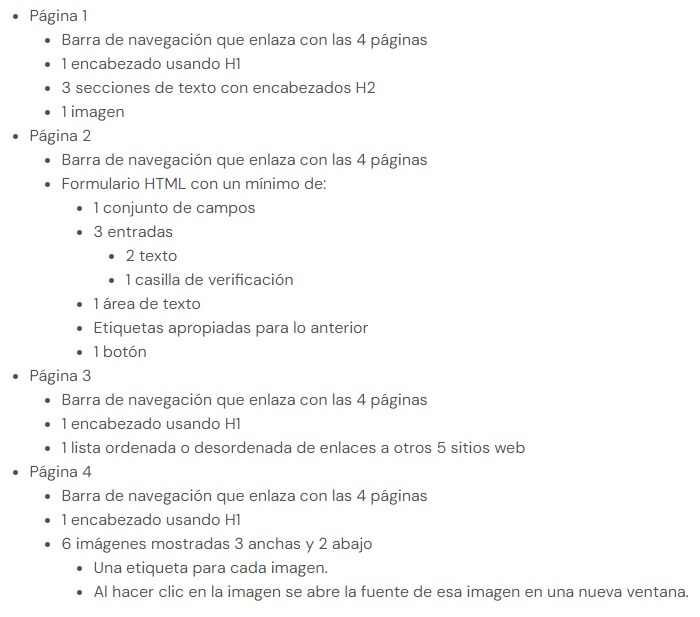 Página 1
Barra de navegación que enlaza con las 4 páginas
1 encabezado usando H1
3 secciones de texto con encabezados H2
1 imagen
Página 2
Barra de navegación que enlaza con las 4 páginas
Formulario HTML con un mínimo de:
1 conjunto de campos
3 entradas
2 texto
1 casilla de verificación
1 área de texto
Etiquetas apropiadas para lo anterior
1 botón
Página 3
Barra de navegación que enlaza con las 4 páginas
1 encabezado usando H1
1 lista ordenada o desordenada de enlaces a otros 5 sitios web
Página 4
Barra de navegación que enlaza con las 4 páginas
1 encabezado usando H1
6 imágenes mostradas 3 anchas y 2 abajo
Una etiqueta para cada imagen.
Al hacer clic en la imagen se abre la fuente de esa imagen en una nueva ventana.